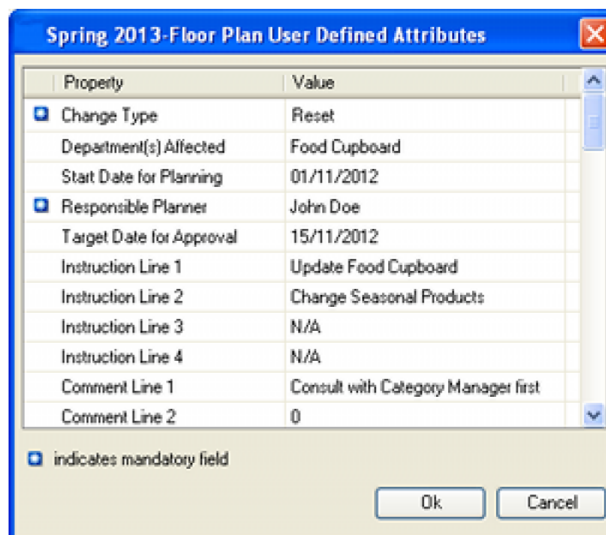 Spring 2013-Floor Plan User Defined Attributes
Property Value
Change Type Reset
Department(s) Affected Food Cupboard
Start Date for Planning 01/11/2012
Responsible Planner John Doe
Target Date for Approval 15/11/2012
Instruction Line 1 Update Food Cupboard
Instruction Line 2 Change Seasonal Products
Instruction Line 3 N/A
Instruction Line 4 N/A
Comment Line 1 Consult with Category Manager first
Comment Line 2 0
indicates mandatory field
Ok Cancel